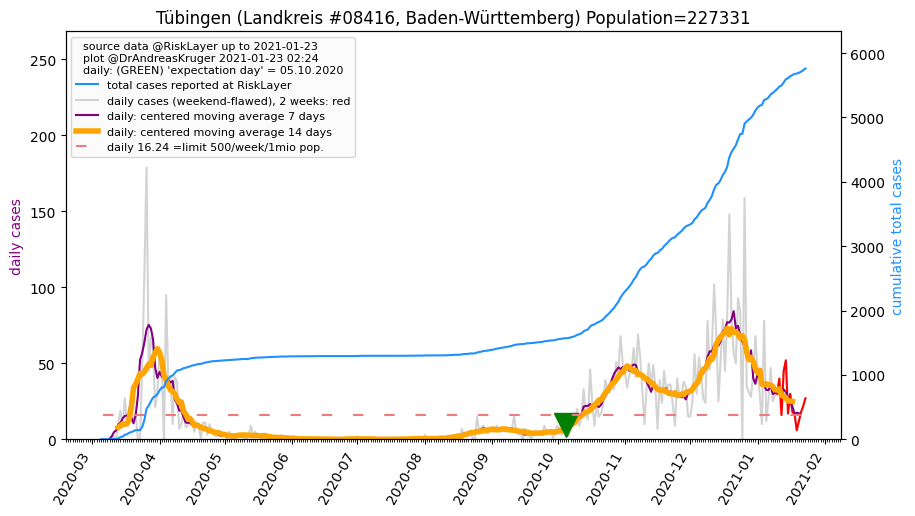 Tübingen (Landkreis #08416, Baden-Württemberg) Population=227331
source data @RiskLayer up to 2021-01-23
plot @DrAndreasKruger 2021-01-23 02:24
daily: (GREEN) 'expectation day' = 05.10.2020
total cases reported at RiskLayer
daily cases (weekend-flawed), 2 weeks: red
daily: centered moving average 7 days
daily: centered moving average 14 days
daily 16.24 =limit 500/week/1mio pop.
daily cases
250
200
150
100
50
0
6000
5000
4000
3000
2000
1000
0
cumulative total cases
2020-03
2020-04
2020-05
2020-06
2020-07
2020-08
2020-09
2020-10
2020-11
2020-12
2021-01
2021-02